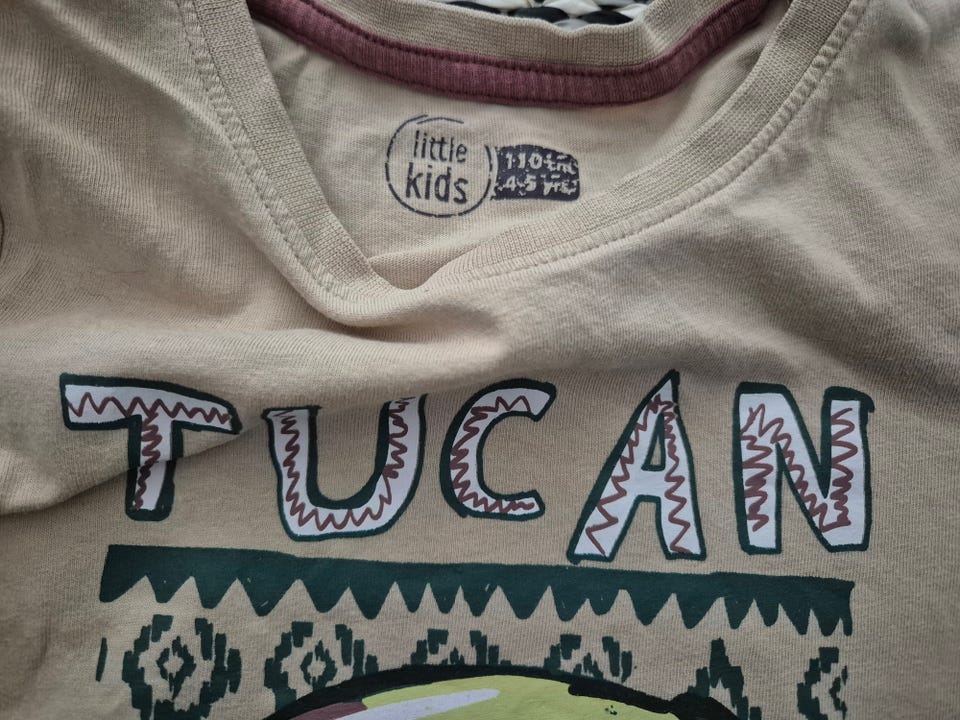 little
kids
110 cm
4-5 yrs
TUCAN